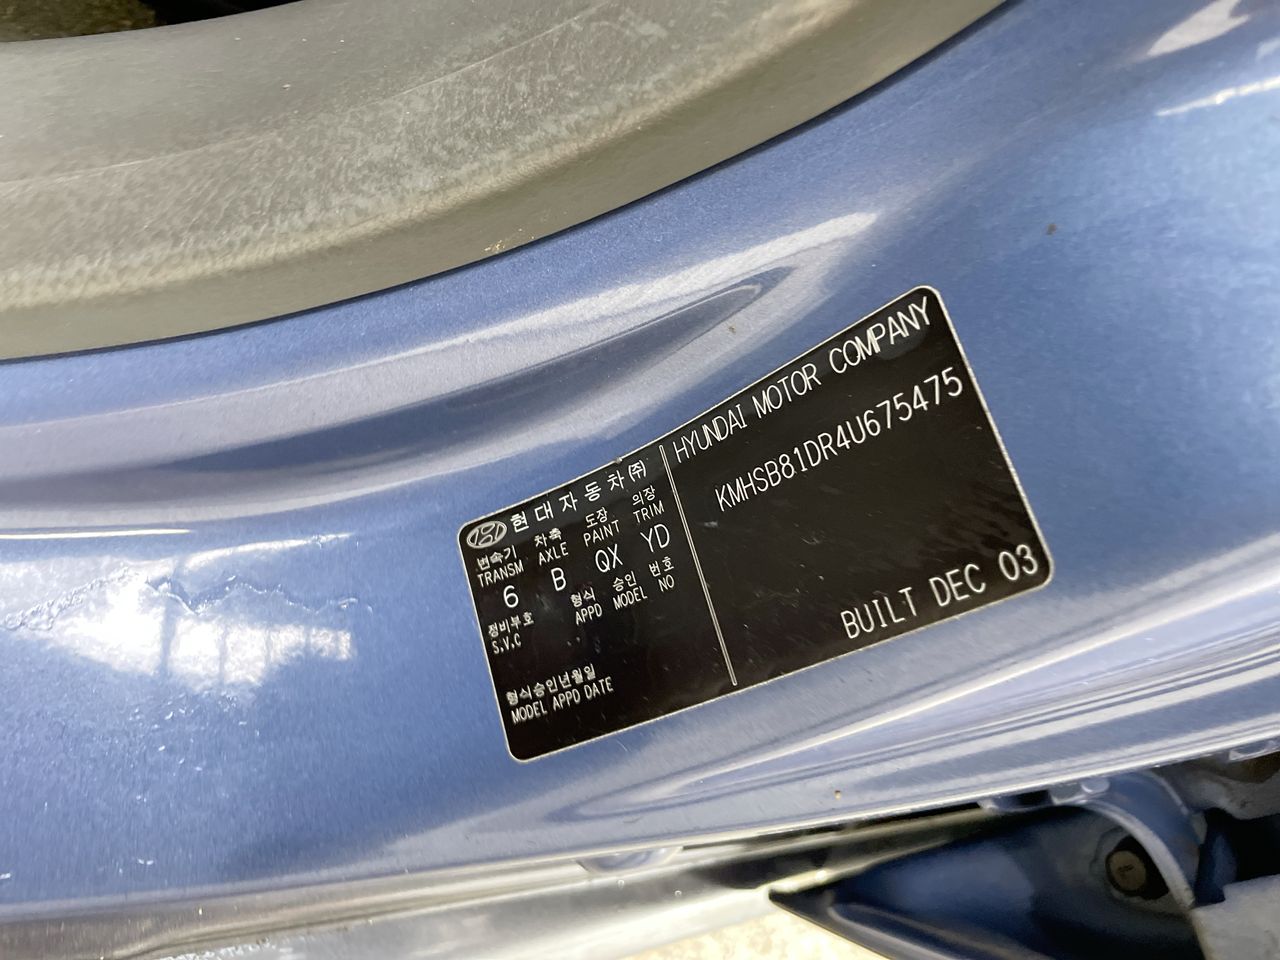 현대자동차(주)
변속기 차축 도장 의장
TRANSM AXLE PAINT TRIM
6 B QX YD
정비부호 형식 승인 번호
S.V.C APPD MODEL NO
형식승인년월일
MODEL APPD DATE
HYUNDAI MOTOR COMPANY
KMHSB81DR4U675475
BUILT DEC 03